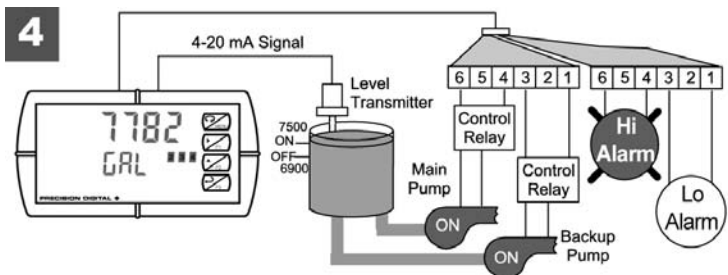 4
4-20 mA Signal
Level
Transmitter
6 5 4 3 2 1
6 5 4 3 2 1
7782
GAL
PRECISION DIGITAL
7500
ON
OFF
6900
Control
Relay
Control
Relay
Hi
Alarm
Lo
Alarm
Main
Pump
ON
ON
Backup
Pump